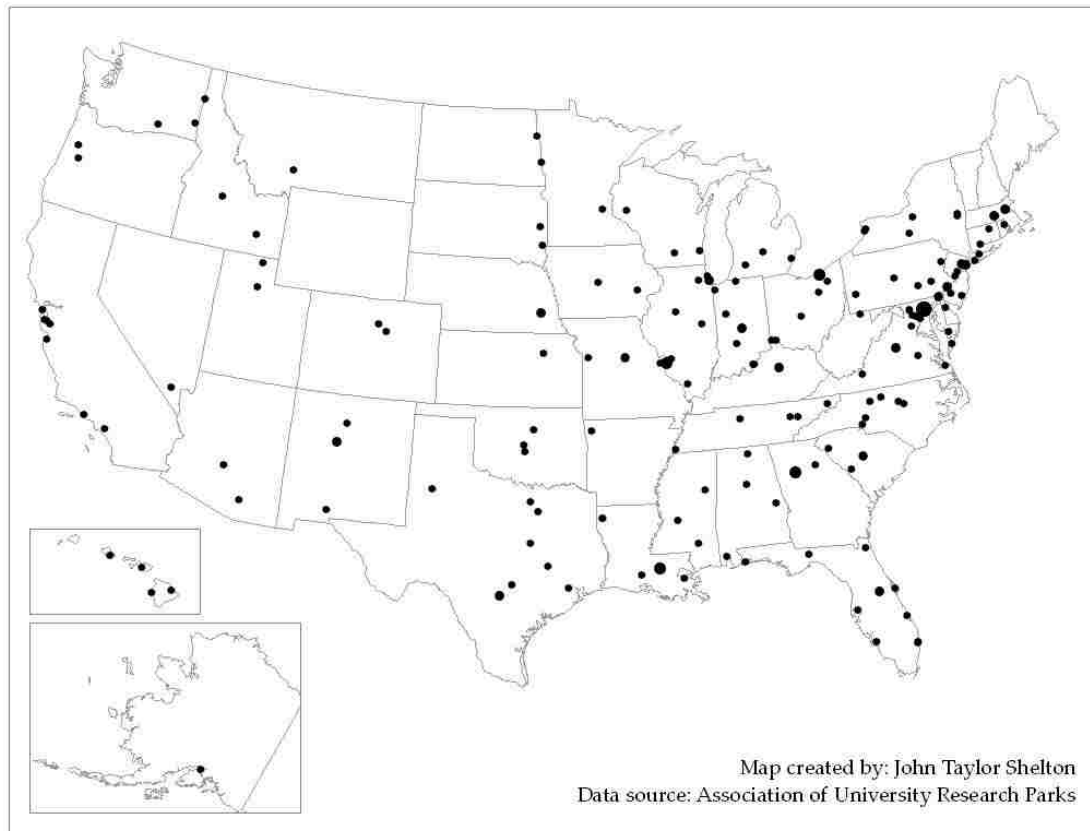 Map created by: John Taylor Shelton
Data source: Association of University Research Parks